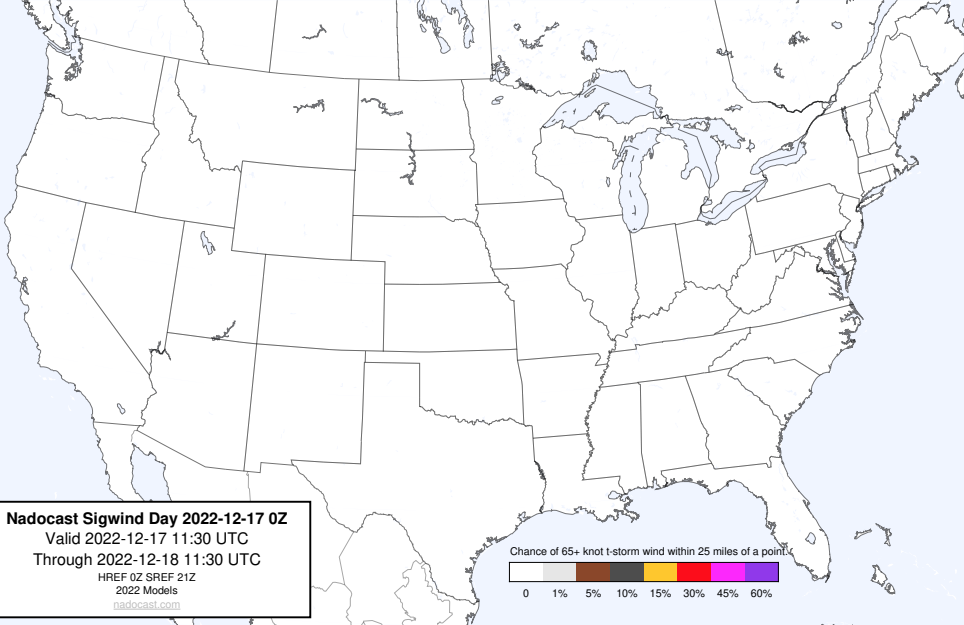 Nadocast Sigwind Day 2022-12-17 0Z
Valid 2022-12-17 11:30 UTC
Through 2022-12-18 11:30 UTC
HREF 0Z SREF 21Z
2022 Models
nadocast.com
Chance of 65+ knot t-storm wind within 25 miles of a point.
0 1% 5% 10% 15% 30% 45% 60%